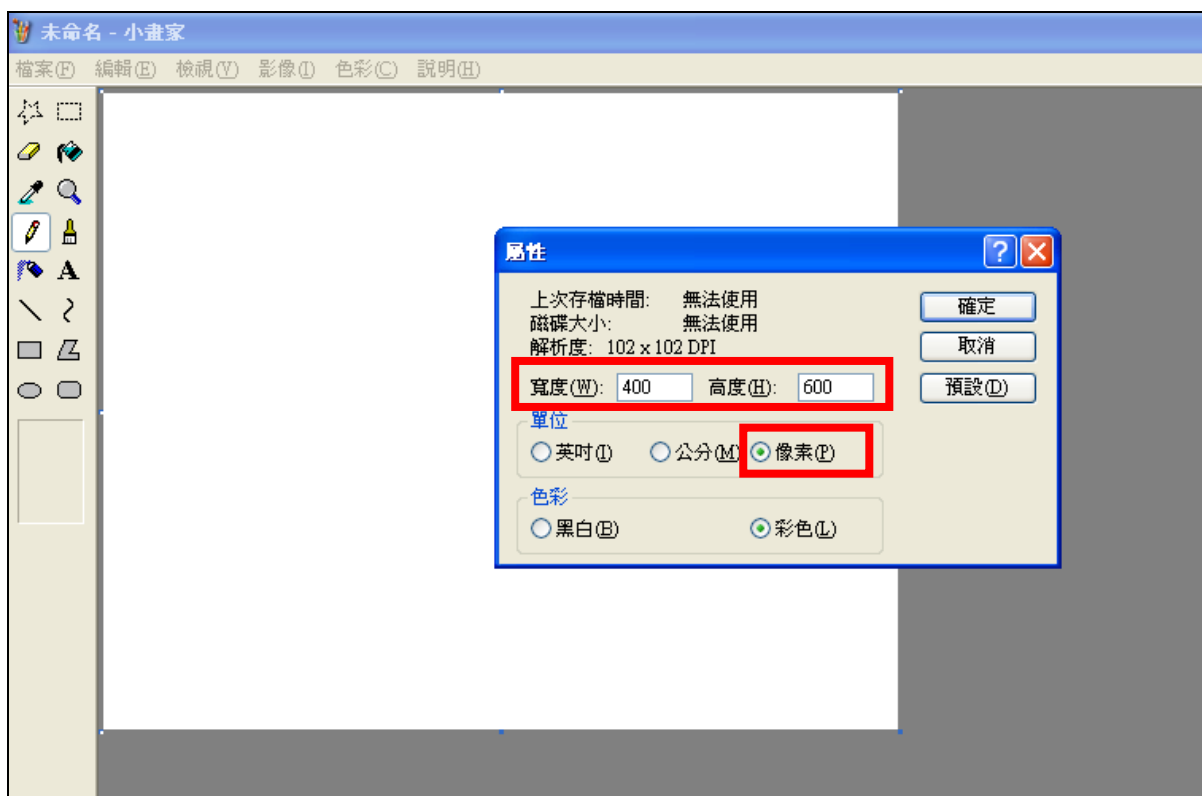 未命名 - 小畫家
檔案(F) 編輯(E) 檢視(V) 影像(I) 色彩(C) 說明(H)
A
屬性
上次存檔時間: 無法使用
磁碟大小: 無法使用
解析度: 102 x 102 DPI
寬度(W): 400 高度(H): 600
單位
英吋(I) 公分(M) 像素(P)
色彩
黑白(B) 彩色(L)
確定
取消
預設(D)